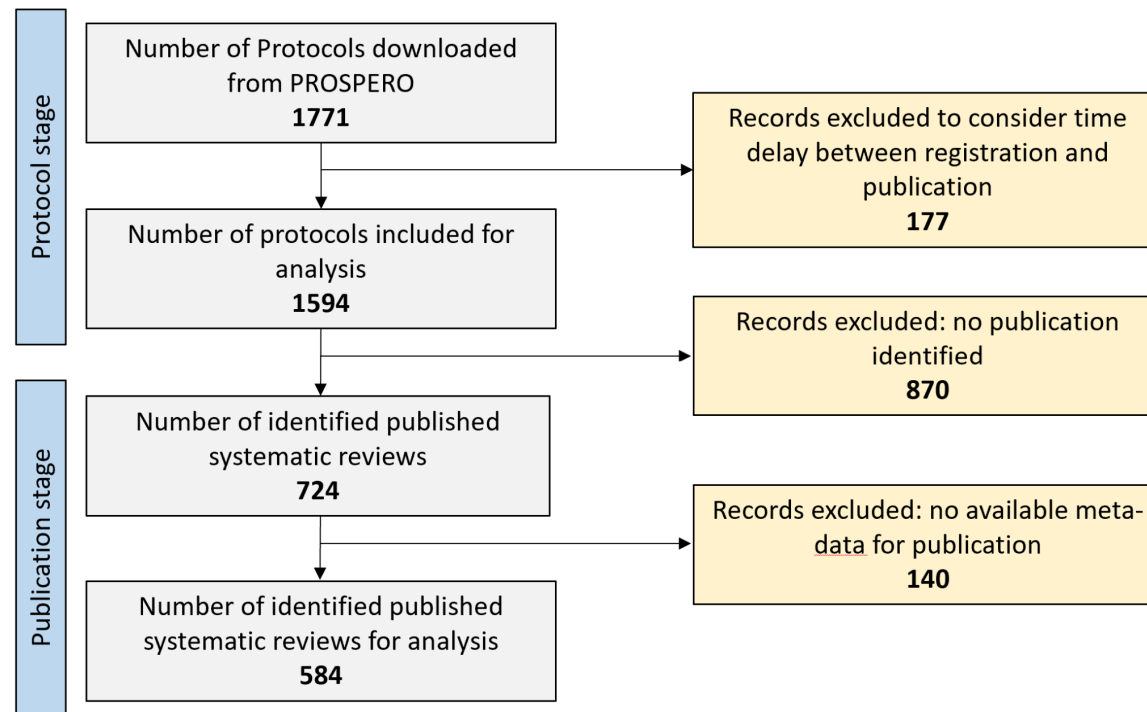 Protocol stage
Number of Protocols downloaded
from PROSPERO
1771
Records excluded to consider time
delay between registration and
publication
177
Number of protocols included for
analysis
1594
Records excluded: no publication
identified
870
Publication stage
Number of identified published
systematic reviews
724
Records excluded: no available meta-
data for publication
140
Number of identified published
systematic reviews for analysis
584